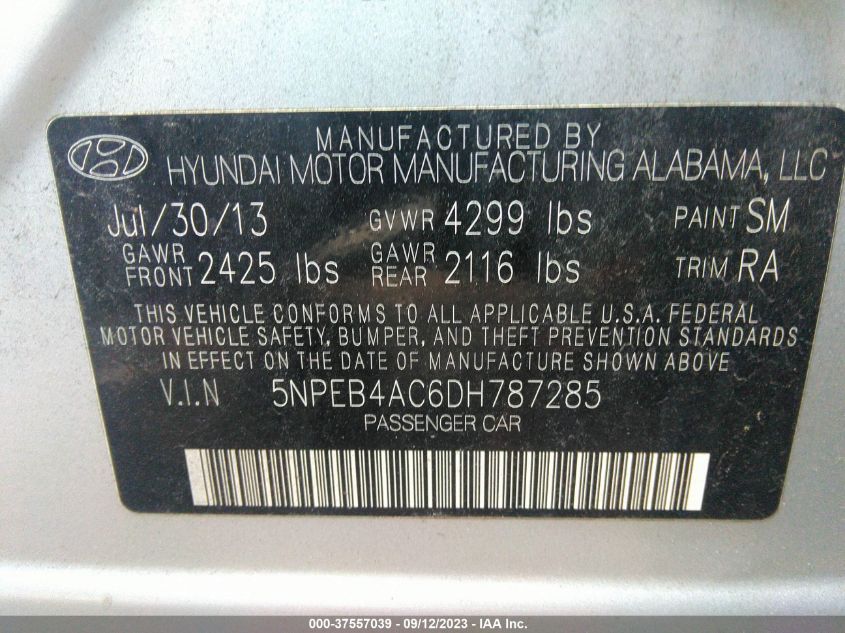 MANUFACTURED BY
HYUNDAI MOTOR MANUFACTURING ALABAMA, LLC
Jul/30/13 GVWR 4299 lbs PAINT SM
GAWR FRONT 2425 lbs GAWR REAR 2116 lbs TRIM RA
THIS VEHICLE CONFORMS TO ALL APPLICABLE U.S.A. FEDERAL
MOTOR VEHICLE SAFETY, BUMPER, AND THEFT PREVENTION STANDARDS
IN EFFECT ON THE DATE OF MANUFACTURE SHOWN ABOVE
V.I.N 5NPEB4AC6DH787285
PASSENGER CAR
000-37557039 - 09/12/2023 - IAA Inc.